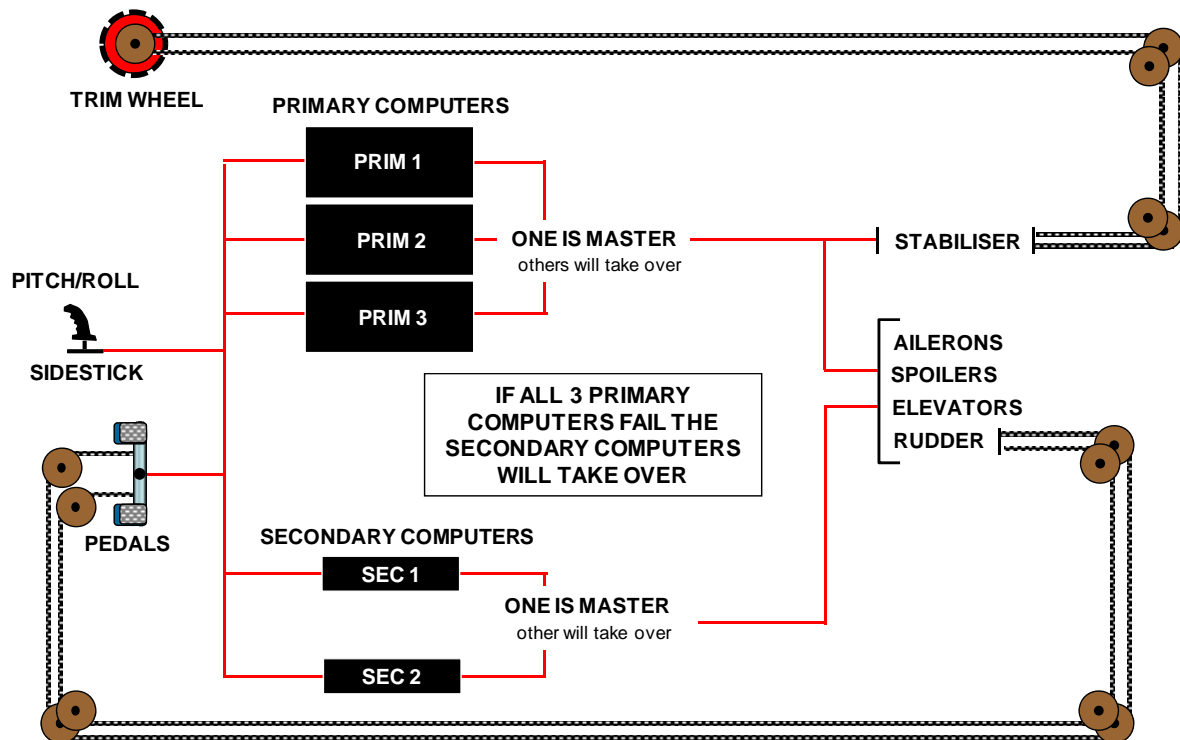 TRIM WHEEL
PRIMARY COMPUTERS
PRIM 1
PRIM 2
PRIM 3
ONE IS MASTER
others will take over
STABILISER
PITCH/ROLL
SIDESTICK
AILERONS
SPOILERS
ELEVATORS
RUDDER
IF ALL 3 PRIMARY
COMPUTERS FAIL THE
SECONDARY COMPUTERS
WILL TAKE OVER
PEDALS
SECONDARY COMPUTERS
SEC 1
SEC 2
ONE IS MASTER
other will take over